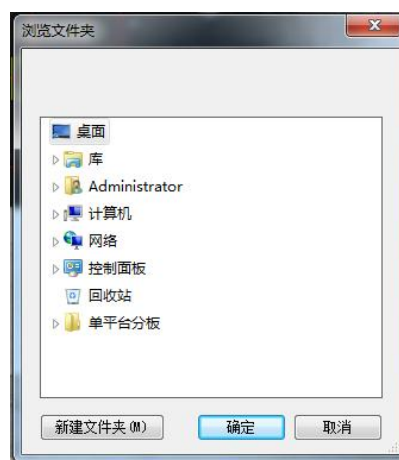 浏览文件夹
桌面
库
Administrator
计算机
网络
控制面板
回收站
单平台分板
新建文件夹(M)
确定
取消